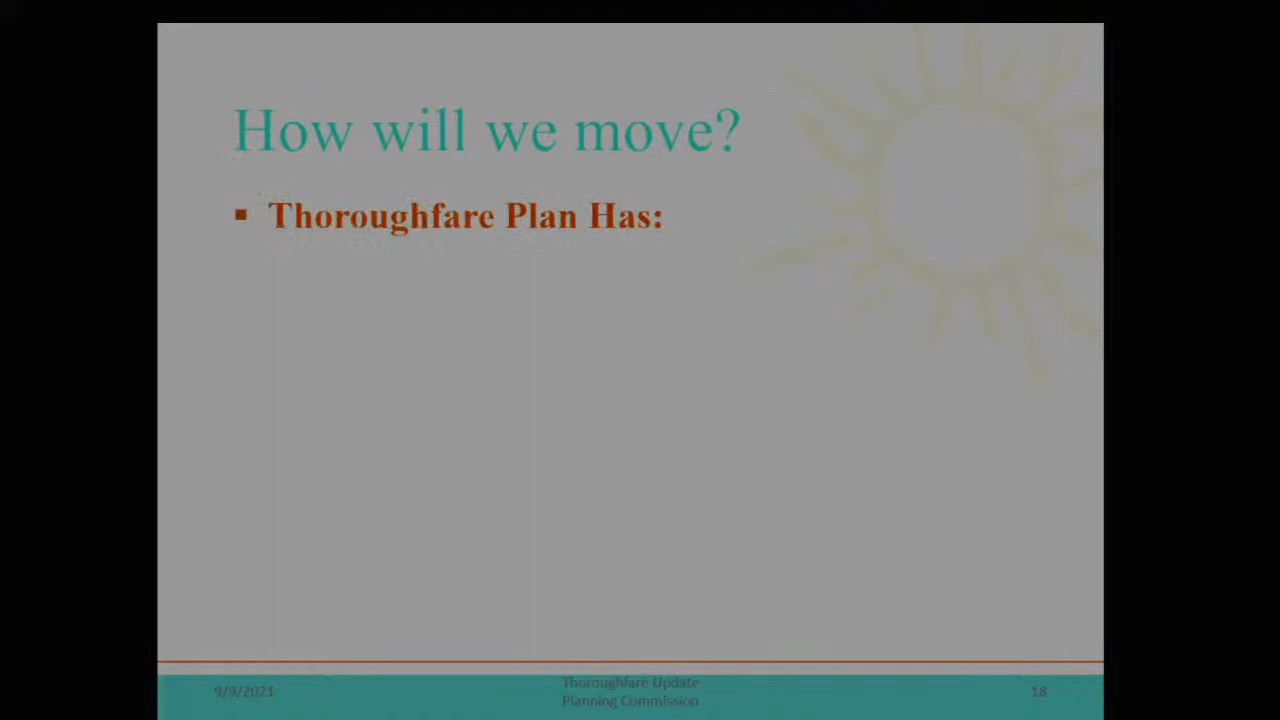 How will we move?
▪ Thoroughfare Plan Has:
9/9/2021
Thoroughfare Update
Planning Commission
18